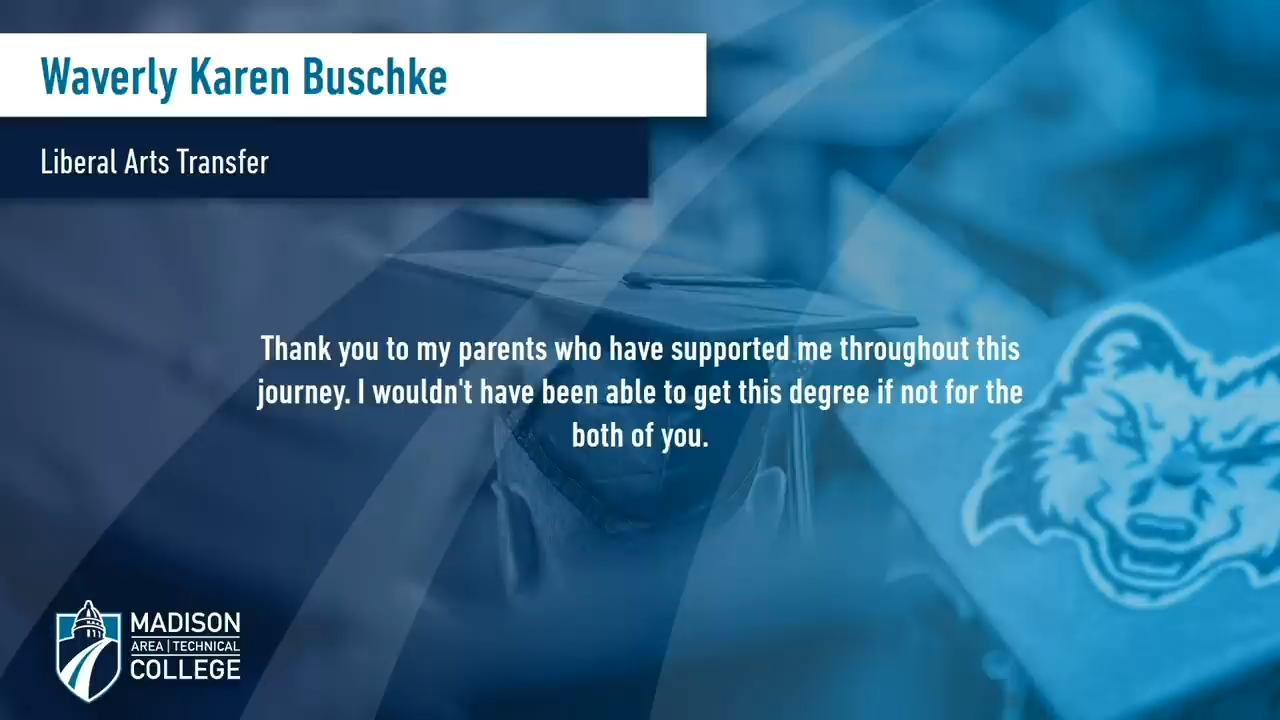 Waverly Karen Buschke
Liberal Arts Transfer
Thank you to my parents who have supported me throughout this
journey. I wouldn't have been able to get this degree if not for the
both of you.
MADISON
AREA | TECHNICAL
COLLEGE